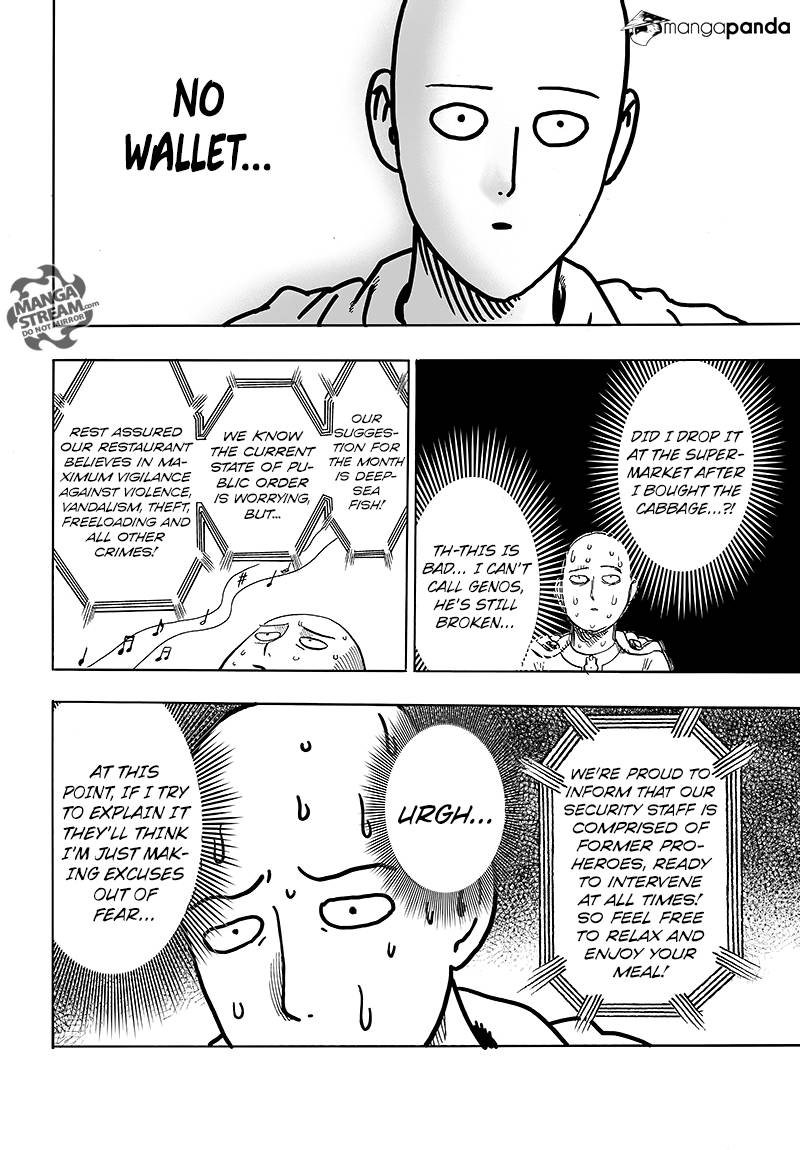 mangapanda
NO
WALLET...
MANGA
STREAM.com
DO NOT MIRROR
DID I DROP IT
AT THE SUPER-
MARKET AFTER
I BOUGHT THE
CABBAGE...?!
TH-THIS IS
BAD... I CAN'T
CALL GENOS,
HE'S STILL
BROKEN...
OUR
SUGGES-
TION FOR
THE MONTH
IS DEEP-
SEA
FISH!
WE KNOW
THE CURRENT
STATE OF PU-
BLIC ORDER
IS WORRYING,
BUT...
REST ASSURED
OUR RESTAURANT
BELIEVES IN MA-
XIMUM VIGILANCE
AGAINST VIOLENCE,
VANDALISM, THEFT,
FREELOADING AND
ALL OTHER
CRIMES!
WE'RE PROUD TO
INFORM THAT OUR
SECURITY STAFF IS
COMPRISED OF
FORMER PRO-
HEROES, READY
TO INTERVENE
AT ALL TIMES!
SO FEEL FREE
TO RELAX AND
ENJOY YOUR
MEAL!
URGH...
AT THIS
POINT, IF I TRY
TO EXPLAIN IT
THEY'LL THINK
I'M JUST MAK-
ING EXCUSES
OUT OF
FEAR...